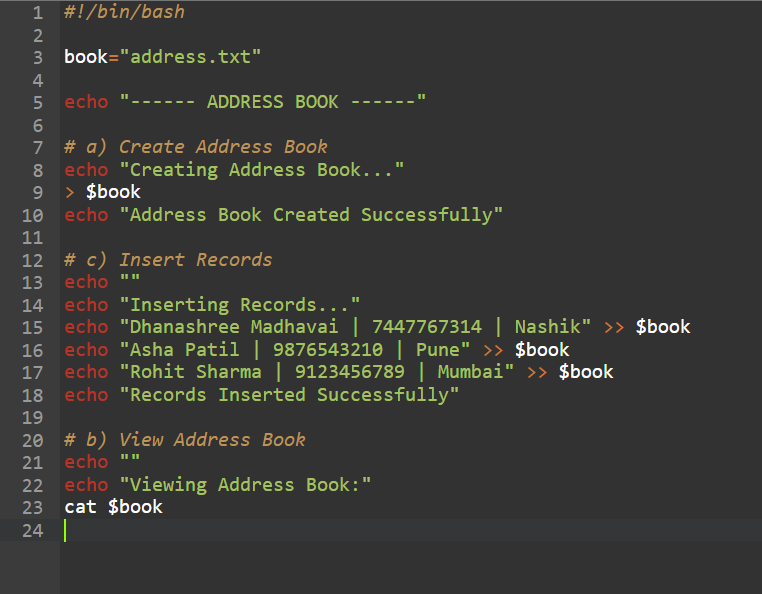 1 #!/bin/bash
2
3 book="address.txt"
4
5 echo "------ ADDRESS BOOK ------"
6
7 # a) Create Address Book
8 echo "Creating Address Book..."
9 > $book
10 echo "Address Book Created Successfully"
11
12 # c) Insert Records
13 echo ""
14 echo "Inserting Records..."
15 echo "Dhanashree Madhavai | 7447767314 | Nashik" >> $book
16 echo "Asha Patil | 9876543210 | Pune" >> $book
17 echo "Rohit Sharma | 9123456789 | Mumbai" >> $book
18 echo "Records Inserted Successfully"
19
20 # b) View Address Book
21 echo ""
22 echo "Viewing Address Book:"
23 cat $book
24